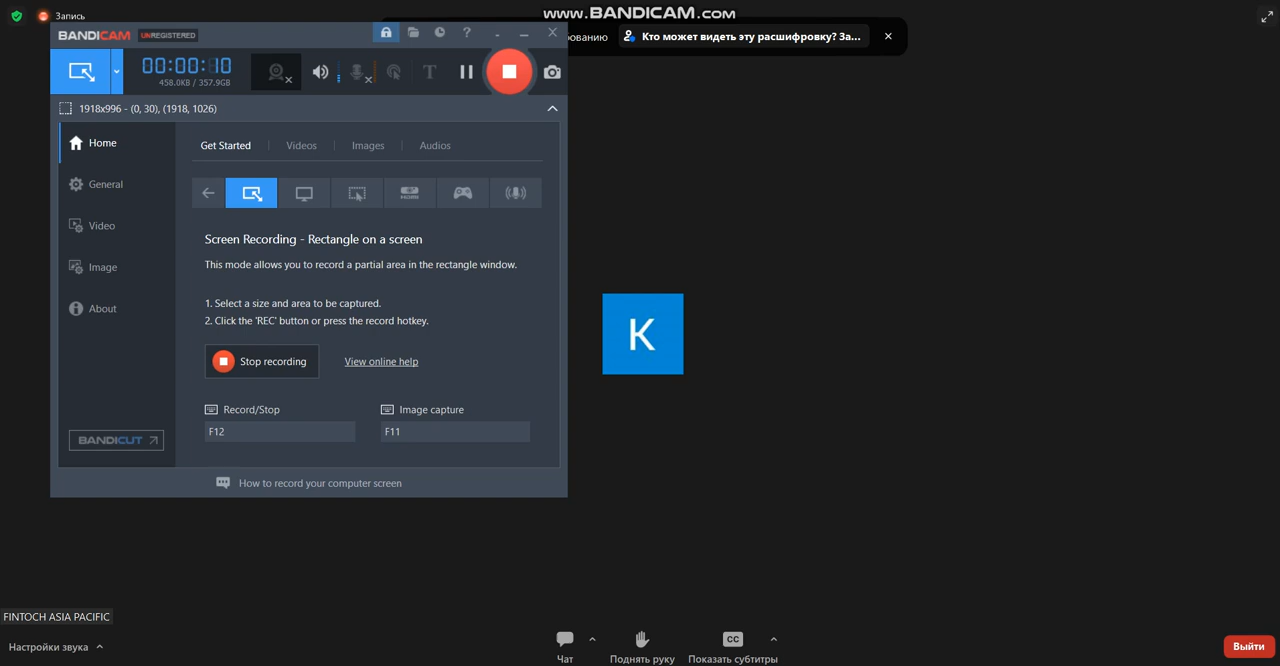 Запись
www.BANDICAM.com
BANDICAM UNREGISTERED
рованию
Кто может видеть эту расшифровку? За...
00:00:10
458.0KB / 357.9GB
T
1918x996 - (0, 30), (1918, 1026)
Home
General
Video
Image
About
BANDICUT
Get Started
Videos
Images
Audios
HDMI
Screen Recording - Rectangle on a screen
This mode allows you to record a partial area in the rectangle window.
1. Select a size and area to be captured.
2. Click the 'REC' button or press the record hotkey.
Stop recording
View online help
Record/Stop
Image capture
F12
F11
How to record your computer screen
K
FINTOCH ASIA PACIFIC
Настройки звука
Чат
Поднять руку
CC
Показать субтитры
Выйти